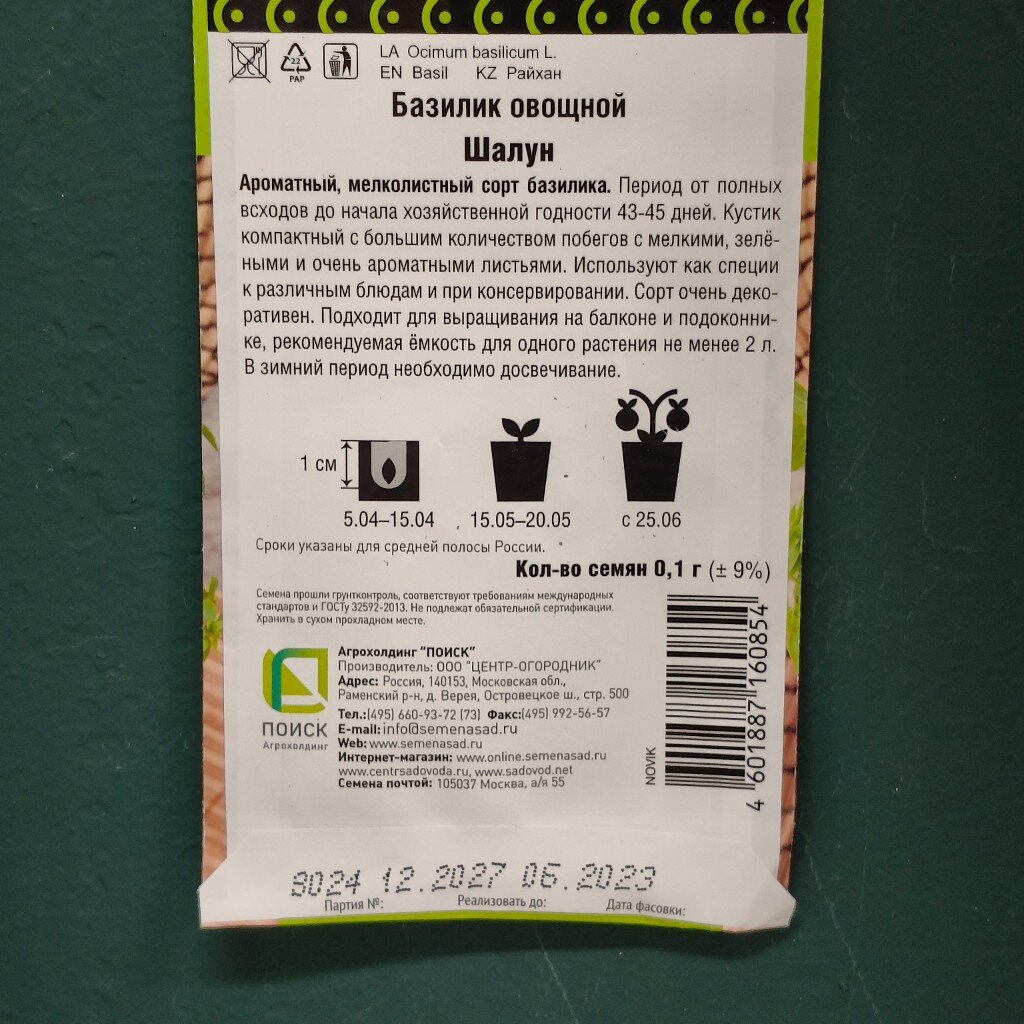 22
PAP
LA Ocimum basilicum L.
EN Basil KZ Райхан
Базилик овощной
Шалун
Ароматный, мелколистный сорт базилика. Период от полных
всходов до начала хозяйственной годности 43-45 дней. Кустик
компактный с большим количеством побегов с мелкими, зелё-
ными и очень ароматными листьями. Используют как специи
к различным блюдам и при консервировании. Сорт очень деко-
ративен. Подходит для выращивания на балконе и подоконни-
ке, рекомендуемая ёмкость для одного растения не менее 2 л.
В зимний период необходимо досвечивание.
1 см
5.04–15.04 15.05–20.05 с 25.06
Сроки указаны для средней полосы России.
Кол-во семян 0,1 г (± 9%)
Семена прошли грунтконтроль, соответствуют требованиям международных
стандартов и ГОСТу 32592-2013. Не подлежат обязательной сертификации.
Хранить в сухом прохладном месте.
Агрохолдинг "ПОИСК"
Производитель: ООО "ЦЕНТР-ОГОРОДНИК"
Адрес: Россия, 140153, Московская обл.,
Раменский р-н, д. Верея, Островецкое ш., стр. 500
Тел.:(495) 660-93-72 (73) Факс:(495) 992-56-57
E-mail: info@semenasad.ru
Web: www.semenasad.ru
Интернет-магазин: www.online.semenasad.ru
www.centrsadovoda.ru, www.sadovod.net
Семена почтой: 105037 Москва, а/я 55
ПОИСК
Агрохолдинг
NOVIK
4 601887 160854
8024 12.2027 06.2023
Партия №: Реализовать до: Дата фасовки: